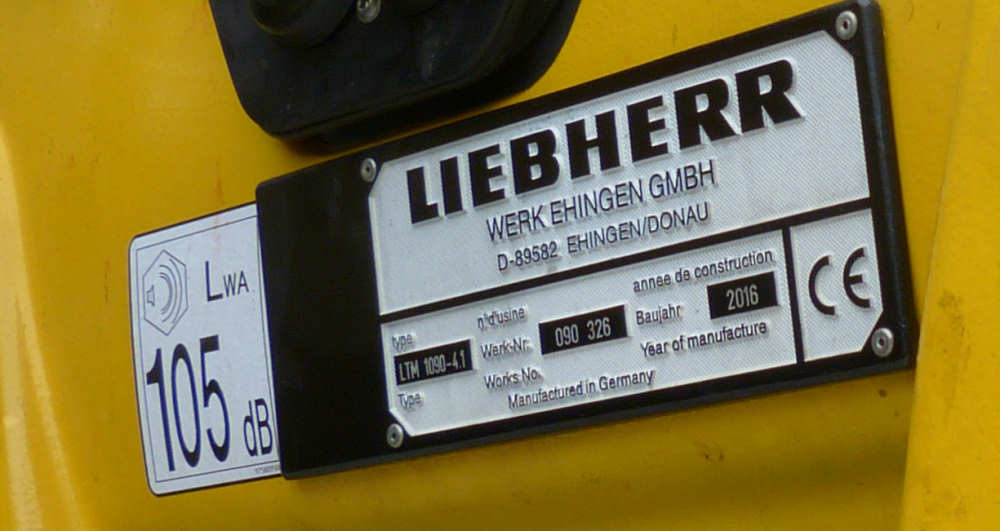 LWA
105 dB
LIEBHERR
WERK EHINGEN GMBH
D-89582 EHINGEN/DONAU
type
LTM 1090-4.1
Type
n°d'usine
Werk-Nr.
Works No.
090 326
annee de construction
Baujahr
Year of manufacture
2016
Manufactured in Germany
CE